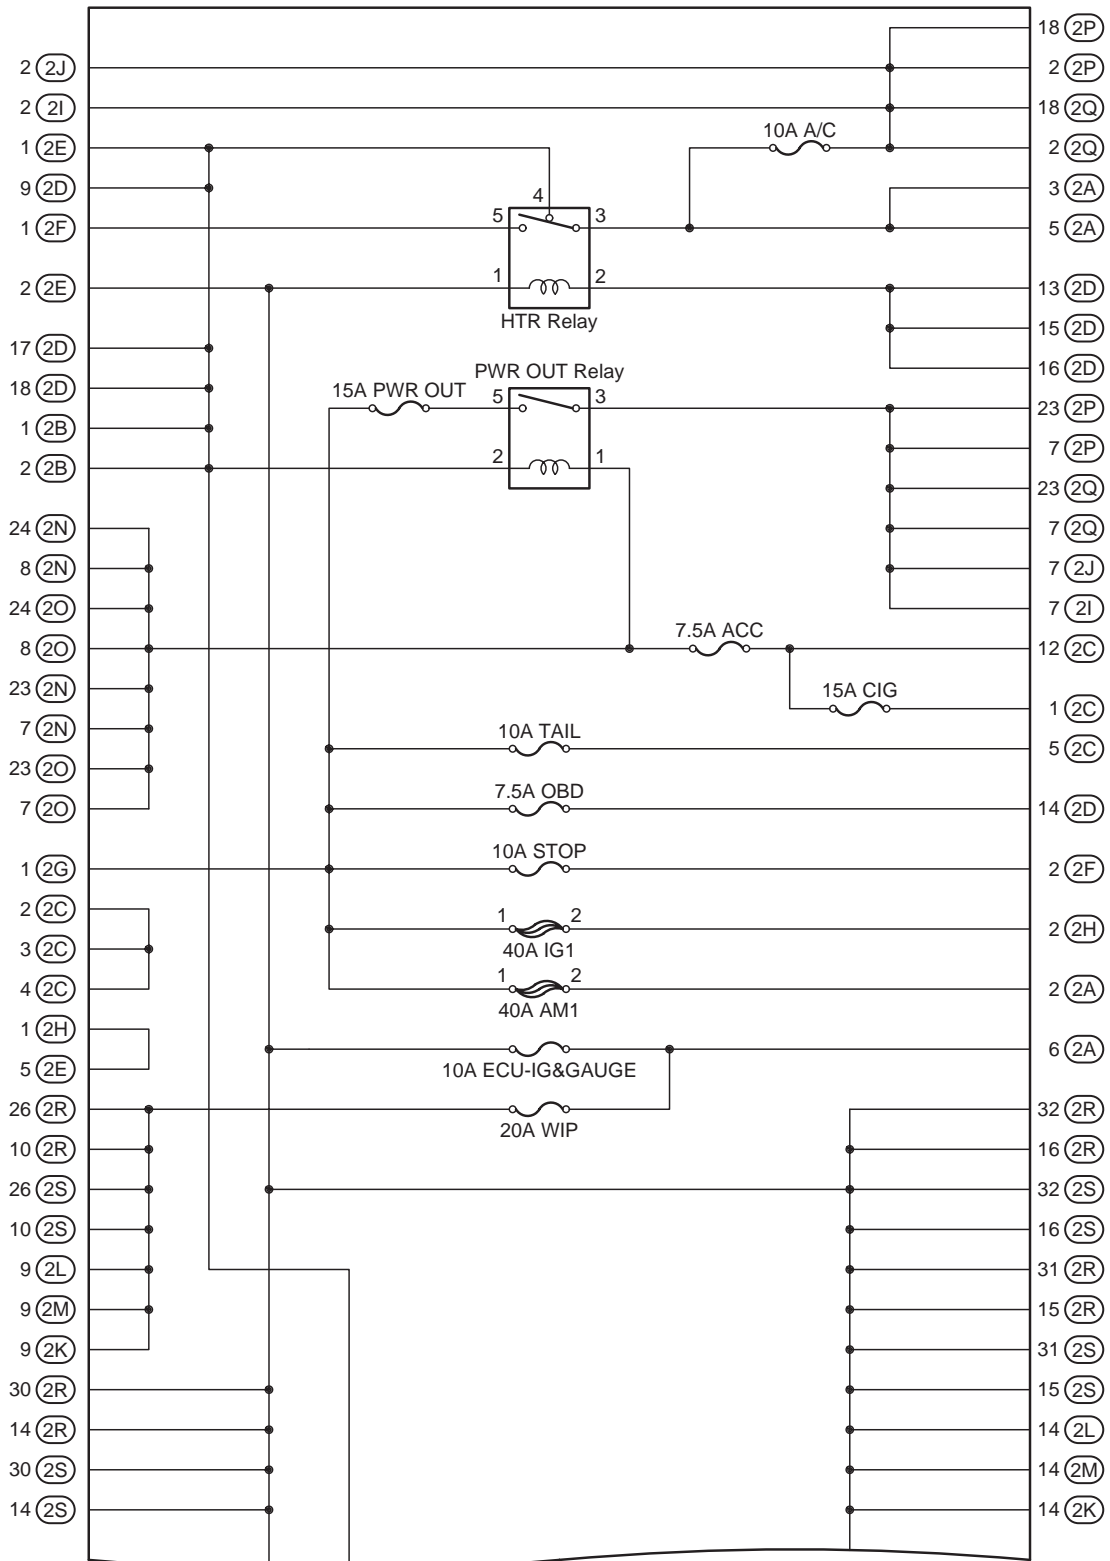 18 2P
2 2J
2 2P
2 2I
18 2Q
1 2E
10A A/C
2 2Q
9 2D
4
3 2A
1 2F
5 3
5 2A
2 2E
1 2
13 2D
HTR Relay
15 2D
17 2D
16 2D
PWR OUT Relay
18 2D
15A PWR OUT
5 3
23 2P
1 2B
7 2P
2 2B
2 1
23 2Q
24 2N
7 2Q
8 2N
7 2J
24 2O
7 2I
8 2O
7.5A ACC
12 2C
23 2N
15A CIG
1 2C
7 2N
10A TAIL
5 2C
23 2O
7.5A OBD
7 2O
14 2D
10A STOP
1 2G
2 2F
2 2C
1 2
2 2H
3 2C
40A IG1
1 2
4 2C
2 2A
40A AM1
1 2H
6 2A
5 2E
10A ECU-IG&GAUGE
26 2R
32 2R
20A WIP
10 2R
16 2R
26 2S
32 2S
10 2S
16 2S
9 2L
31 2R
9 2M
15 2R
9 2K
31 2S
30 2R
15 2S
14 2R
14 2L
30 2S
14 2M
14 2S
14 2K